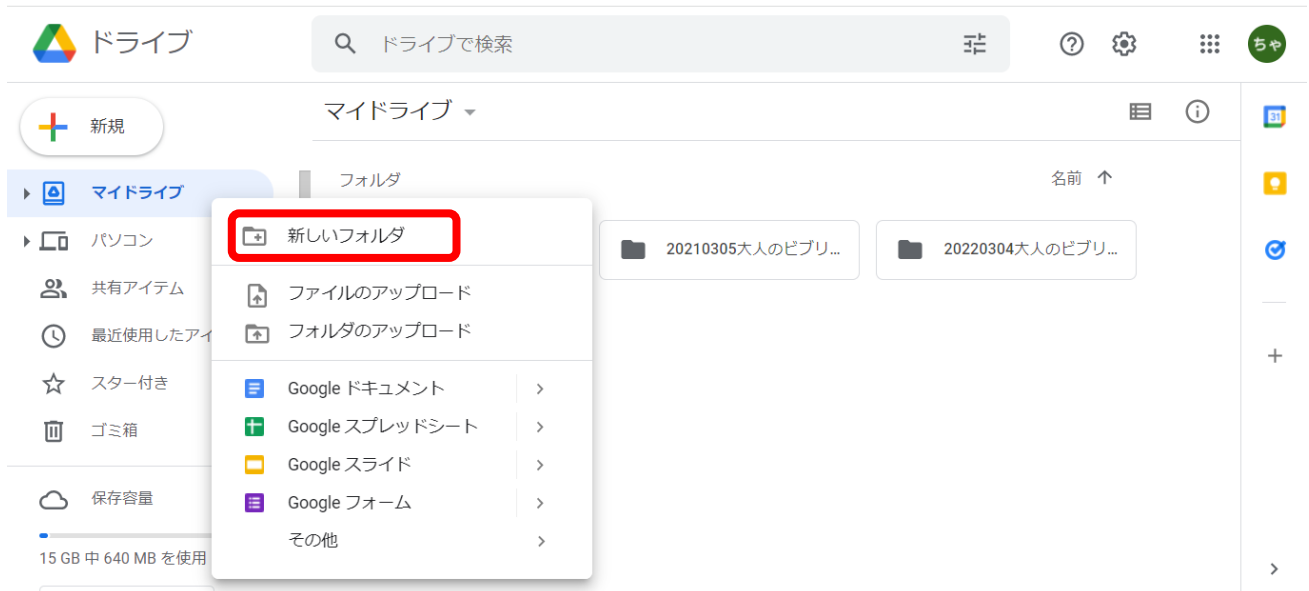 ドライブ
ドライブで検索
ちゃ
新規
マイドライブ
マイドライブ
パソコン
共有アイテム
最近使用したアイ
スター付き
ゴミ箱
保存容量
15 GB 中 640 MB を使用
フォルダ
名前
新しいフォルダ
ファイルのアップロード
フォルダのアップロード
Google ドキュメント
Google スプレッドシート
Google スライド
Google フォーム
その他
20210305大人のビブリ...
20220304大人のビブリ...
31